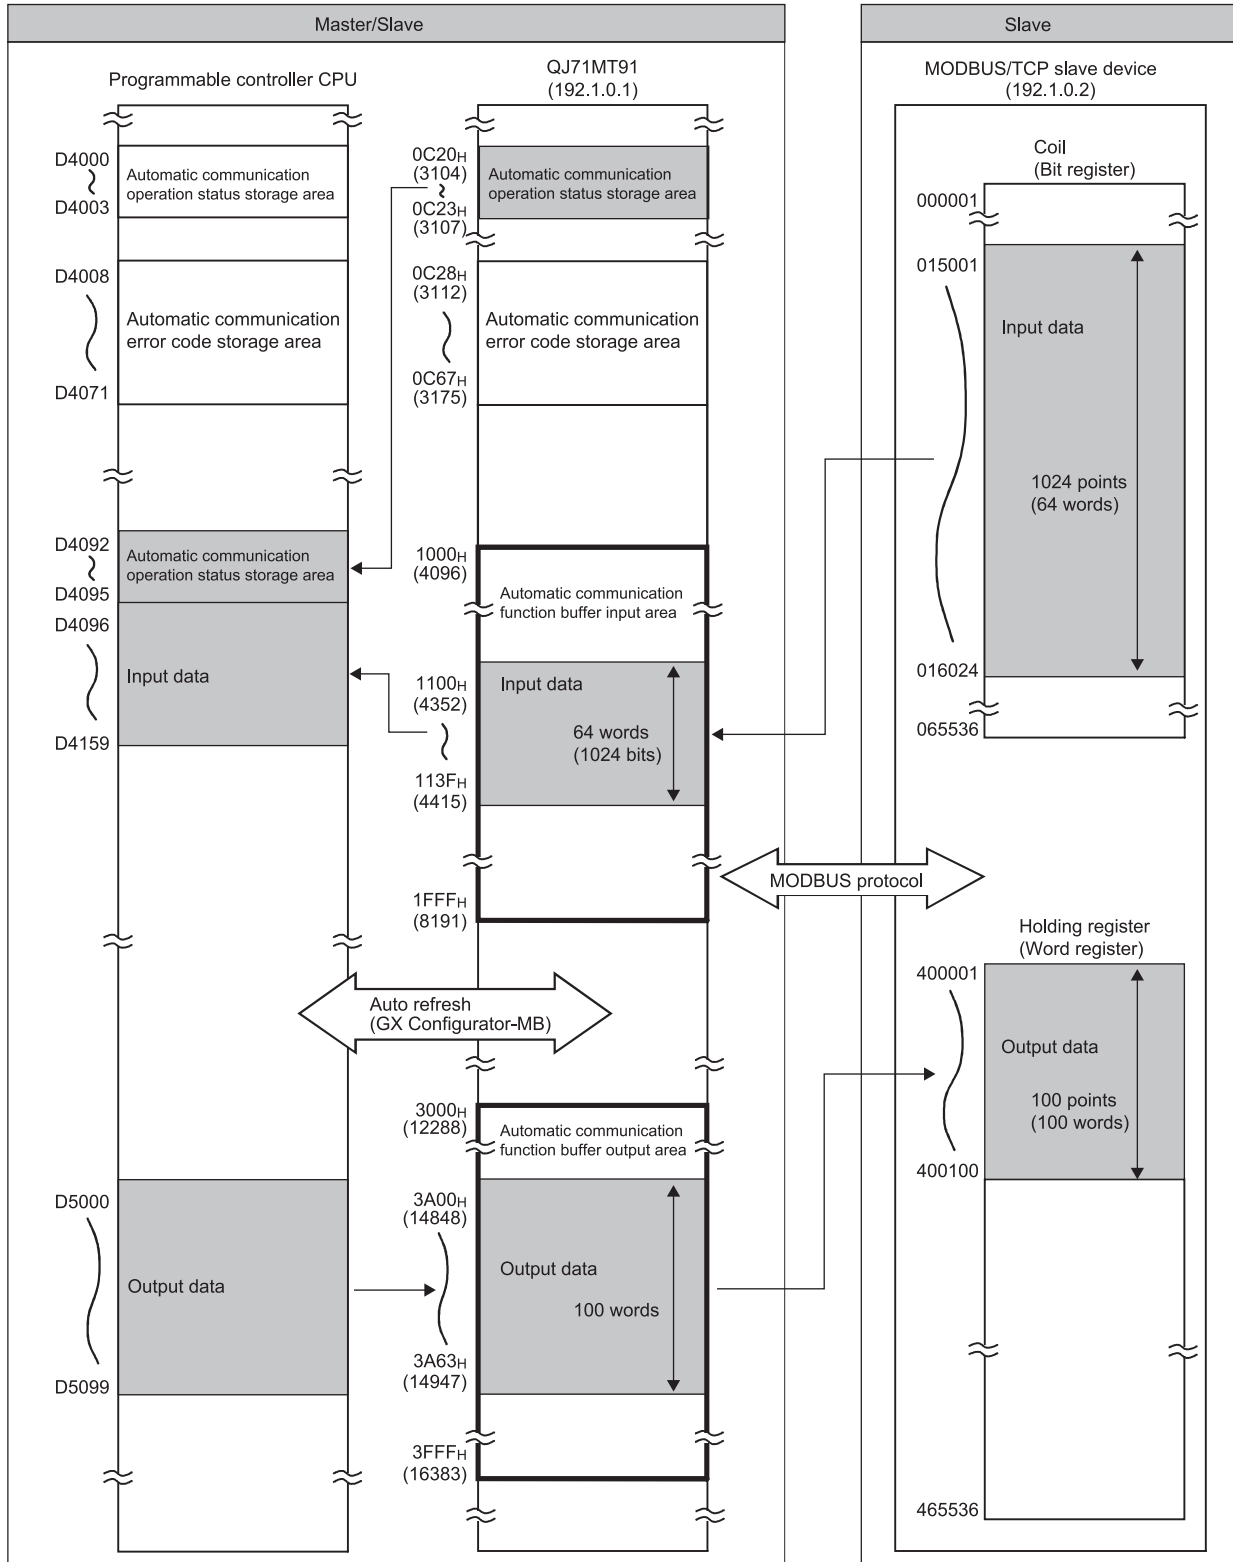 Master/Slave
Slave
Programmable controller CPU
QJ71MT91
(192.1.0.1)
MODBUS/TCP slave device
(192.1.0.2)
D4000
D4003
Automatic communication
operation status storage area
D4008
D4071
Automatic communication
error code storage area
D4092
D4095
Automatic communication
operation status storage area
D4096
D4159
Input data
D5000
D5099
Output data
0C20H
(3104)
0C23H
(3107)
Automatic communication
operation status storage area
0C28H
(3112)
0C67H
(3175)
Automatic communication
error code storage area
1000H
(4096)
Automatic communication
function buffer input area
1100H
(4352)
113FH
(4415)
Input data
64 words
(1024 bits)
1FFFH
(8191)
Auto refresh
(GX Configurator-MB)
MODBUS protocol
3000H
(12288)
Automatic communication
function buffer output area
3A00H
(14848)
3A63H
(14947)
Output data
100 words
3FFFH
(16383)
Coil
(Bit register)
000001
015001
Input data
1024 points
(64 words)
016024
065536
Holding register
(Word register)
400001
Output data
100 points
(100 words)
400100
465536